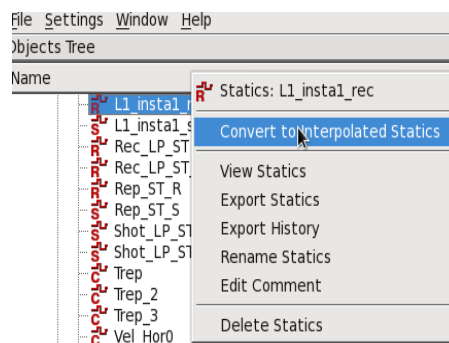 File Settings Window Help
Objects Tree
Name
L1_insta1_r
L1_insta1_s
Rec_LP_ST
Rec_LP_ST_
Rep_ST_R
Rep_ST_S
Shot_LP_ST
Shot_LP_ST
Trep
Trep_2
Trep_3
Vel_Hor0
Statics: L1_insta1_rec
Convert to Interpolated Statics
View Statics
Export Statics
Export History
Rename Statics
Edit Comment
Delete Statics